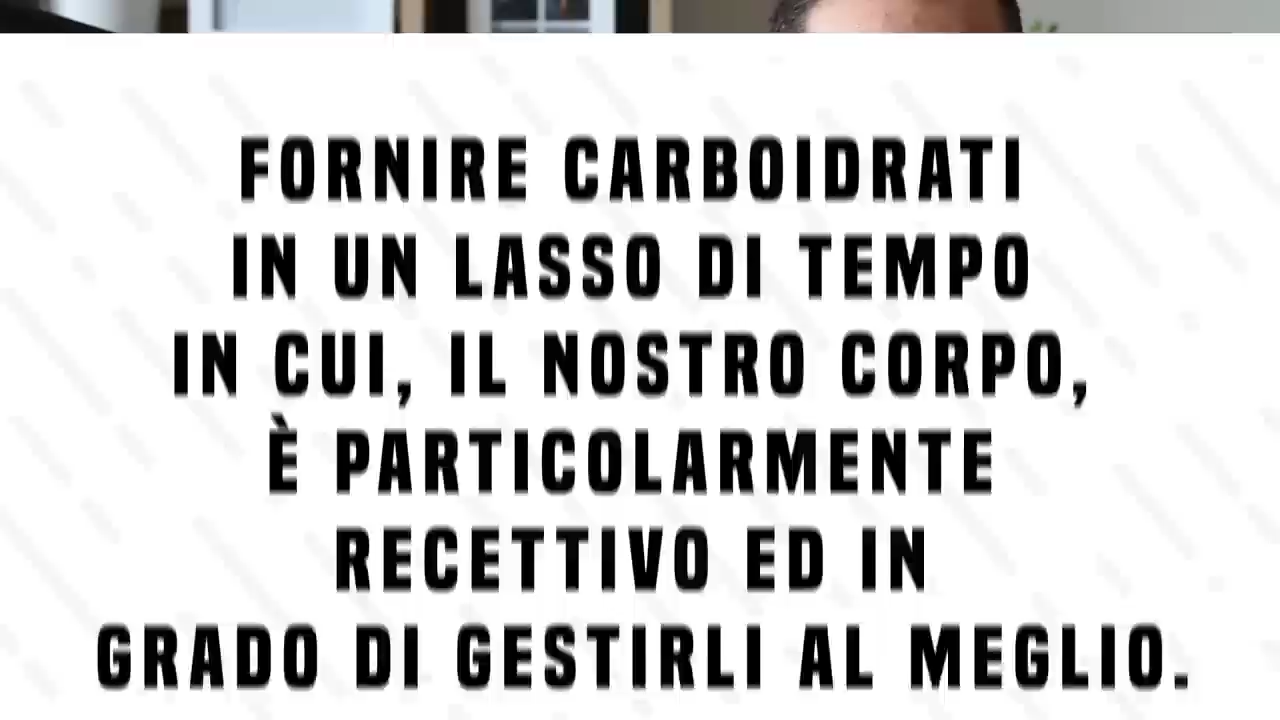 FORNIRE CARBOIDRATI
IN UN LASSO DI TEMPO
IN CUI, IL NOSTRO CORPO,
È PARTICOLARMENTE
RECETTIVO ED IN
GRADO DI GESTIRLI AL MEGLIO.